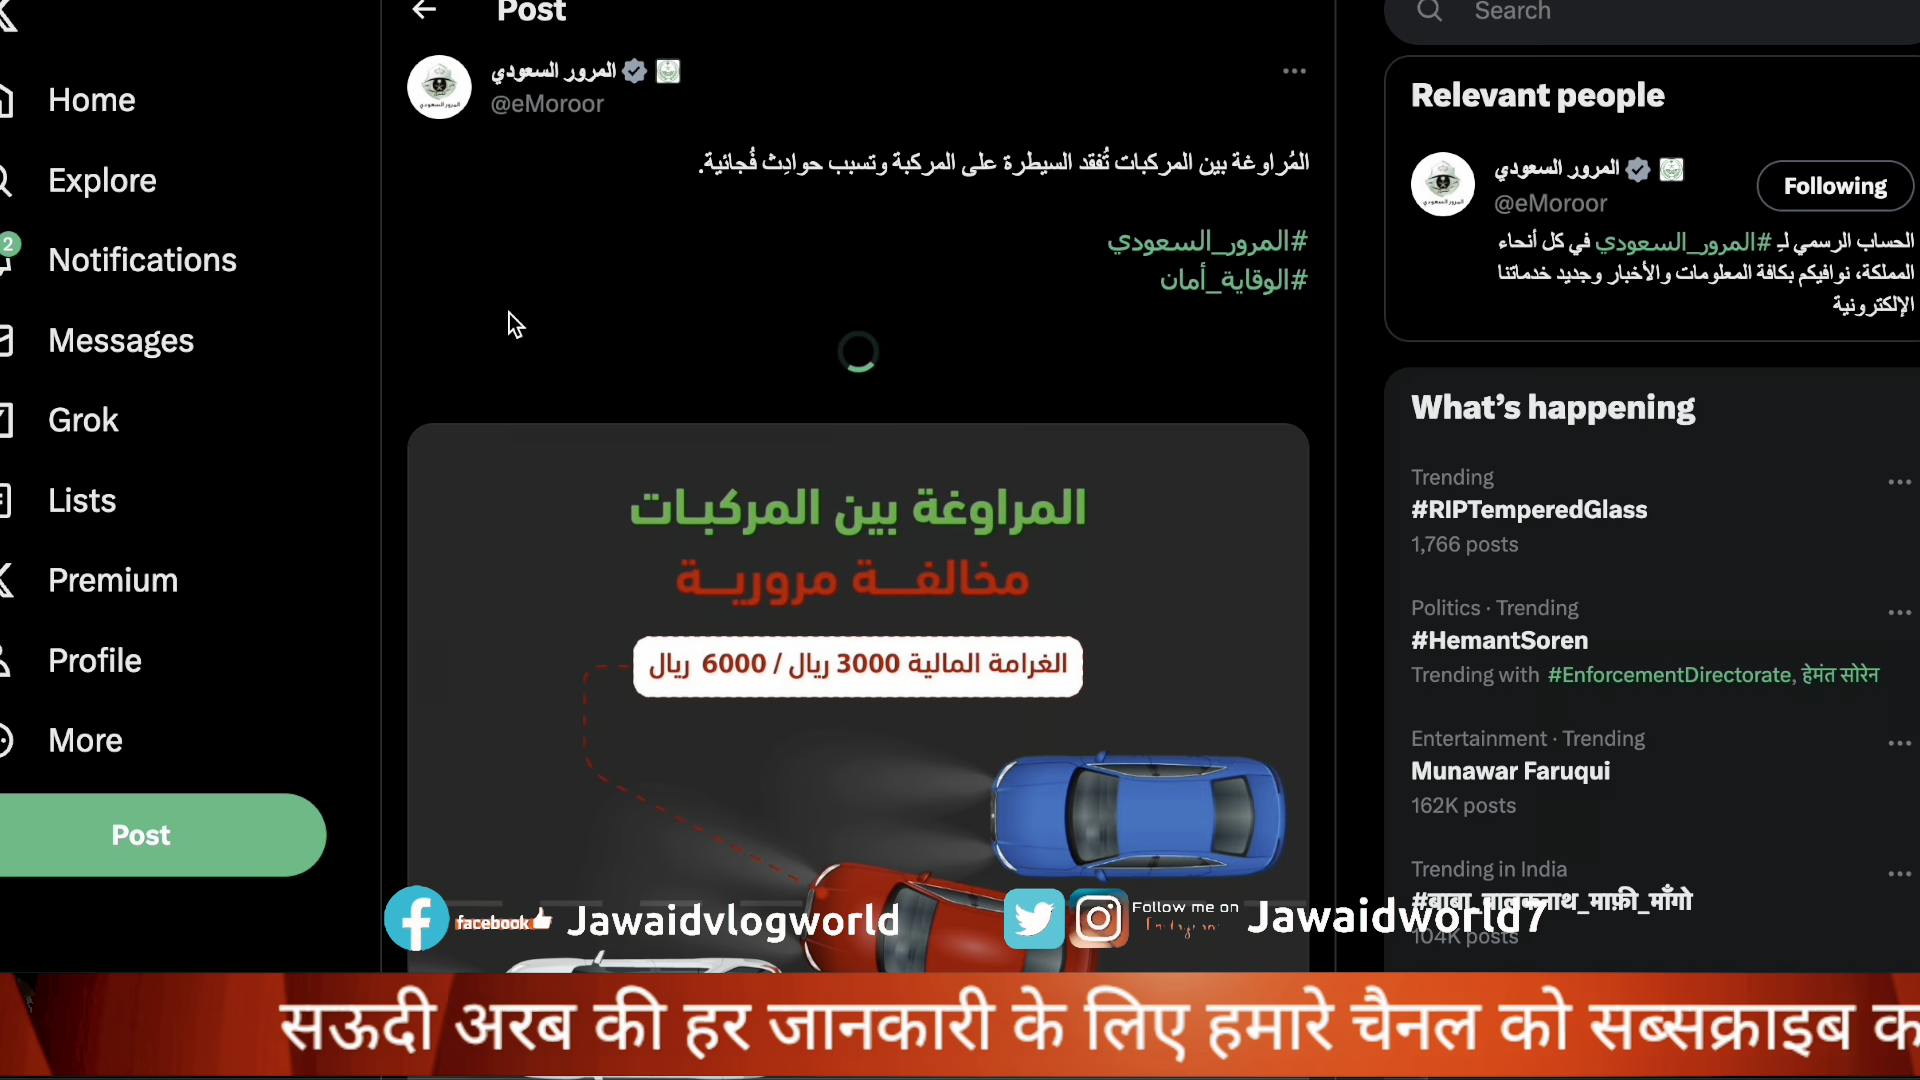 Home
Explore
2
Notifications
Messages
Grok
Lists
Premium
Profile
More
Post
Post
المرور السعودي
@eMoroor
المُراوغة بين المركبات تُفقد السيطرة على المركبة وتسبب حوادِث فُجائية.
#المرور_السعودي
#الوقاية_أمان
المراوغة بين المركبات
مخالفة مرورية
الغرامة المالية 3000 ريال / 6000 ريال
Search
Relevant people
المرور السعودي
@eMoroor
Following
الحساب الرسمي لـ #المرور_السعودي في كل أنحاء
المملكة، نوافيكم بكافة المعلومات والأخبار وجديد خدماتنا
الإلكترونية
What's happening
Trending
#RIPTemperedGlass
1,766 posts
Politics · Trending
#HemantSoren
Trending with #EnforcementDirectorate, हेमंत सोरेन
Entertainment · Trending
Munawar Faruqui
162K posts
Trending in India
#बाबा_बालकनाथ_माफ़ी_माँगो
104K posts
facebook
Jawaidvlogworld
Follow me on
Jawaidworld7
सऊदी अरब की हर जानकारी के लिए हमारे चैनल को सब्सक्राइब